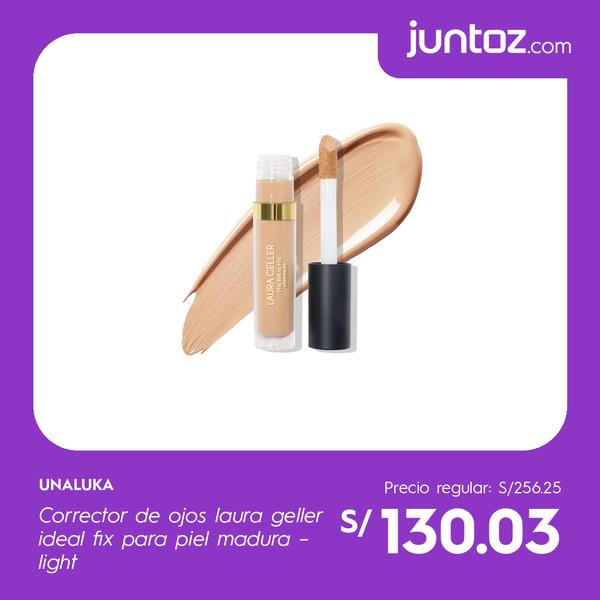 juntoz.com
LAURA GELLER
UNALUKA
Precio regular: S/256.25
Corrector de ojos laura geller
ideal fix para piel madura -
light
S/ 130.03